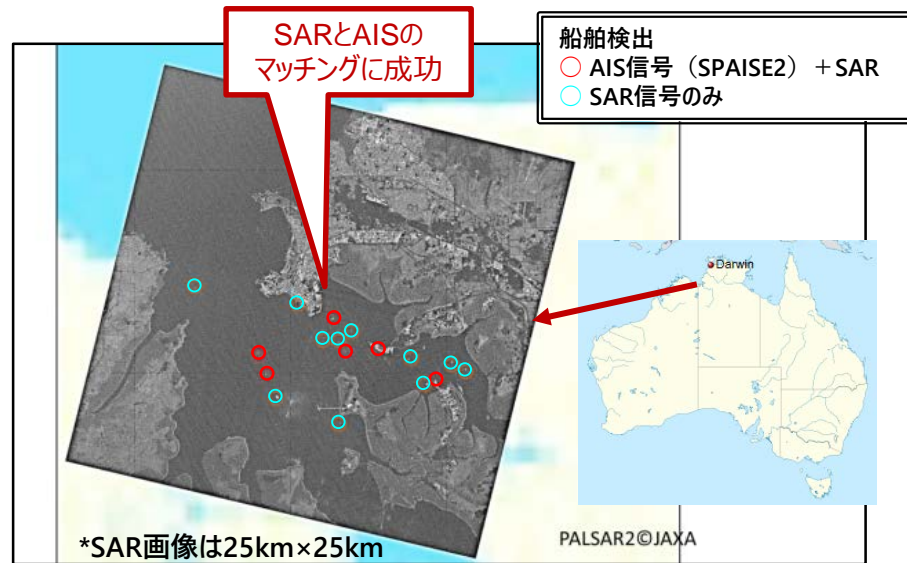 SARとAISの
マッチングに成功
船舶検出
○ AIS信号（SPAISE2）＋SAR
○ SAR信号のみ
Darwin
*SAR画像は25km×25km
PALSAR2©JAXA